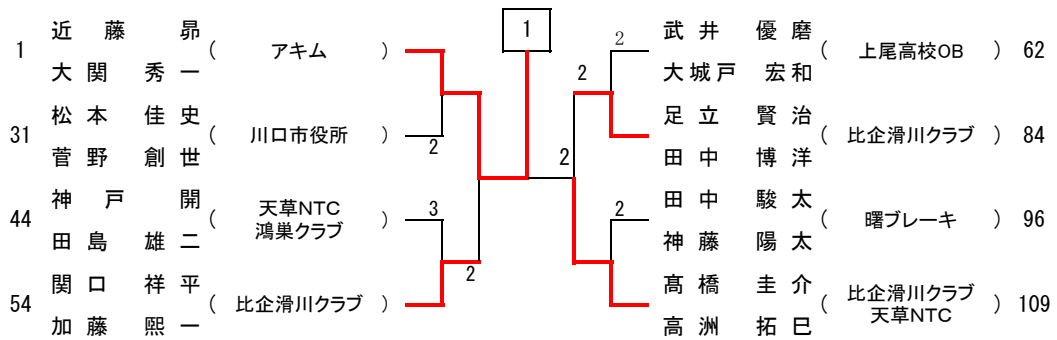 1 近藤 昴 ( アキム )
大関秀一
31 松本佳史 ( 川口市役所 )
菅野創世
44 神戸 開 ( 天草NTC 鴻巣クラブ )
田島雄二
54 関口祥平 ( 比企滑川クラブ )
加藤熙一
1
2
3
2
2
2
2
2
武井優磨 ( 上尾高校OB ) 62
大城戸宏和
足立賢治 ( 比企滑川クラブ ) 84
田中博洋
田中駿太 ( 曙ブレーキ ) 96
神藤陽太
髙橋圭介 ( 比企滑川クラブ 天草NTC ) 109
高洲拓巳